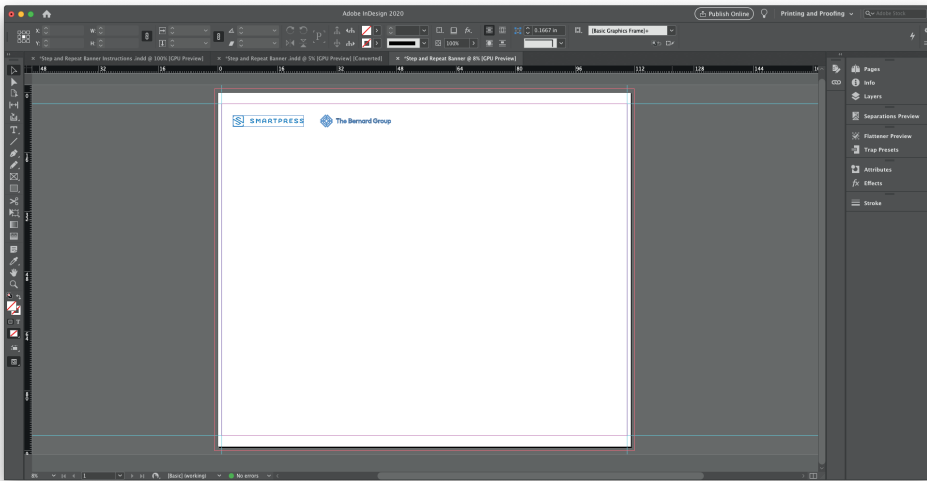 Adobe InDesign 2020
Publish Online
Printing and Proofing
Adobe Stock
X:
W:
0.1667 in
[Basic Graphics Frame]+
Y:
H:
100%
*Step and Repeat Banner Instructions .indd @ 100% [GPU Preview]
*Step and Repeat Banner .indd @ 5% [GPU Preview] [Converted]
*Step and Repeat Banner @ 8% [GPU Preview]
48 32 16 0 16 32 48 64 80 96 112 128 144
Pages
Info
Layers
Separations Preview
Flattener Preview
Trap Presets
Attributes
fx Effects
Stroke
SMARTPRESS
The Bernard Group
8%
1
[Basic] (working)
No errors